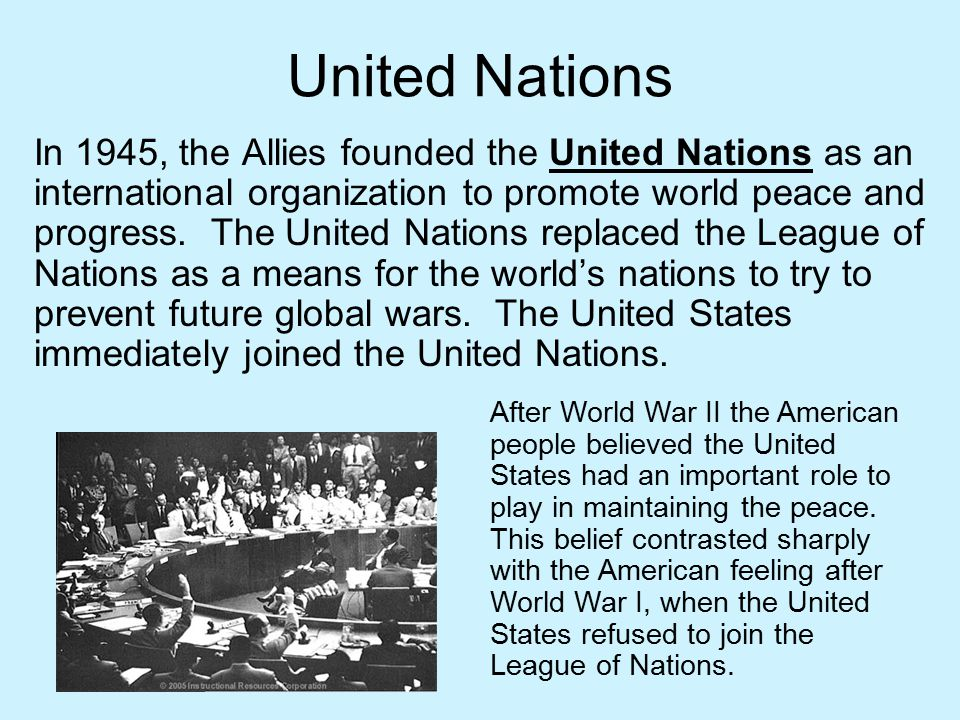 United Nations
In 1945, the Allies founded the United Nations as an
international organization to promote world peace and
progress.  The United Nations replaced the League of
Nations as a means for the world’s nations to try to
prevent future global wars.  The United States
immediately joined the United Nations.
After World War II the American
people believed the United
States had an important role to
play in maintaining the peace.
This belief contrasted sharply
with the American feeling after
World War I, when the United
States refused to join the
League of Nations.
© 2005 Instructional Resources Corporation